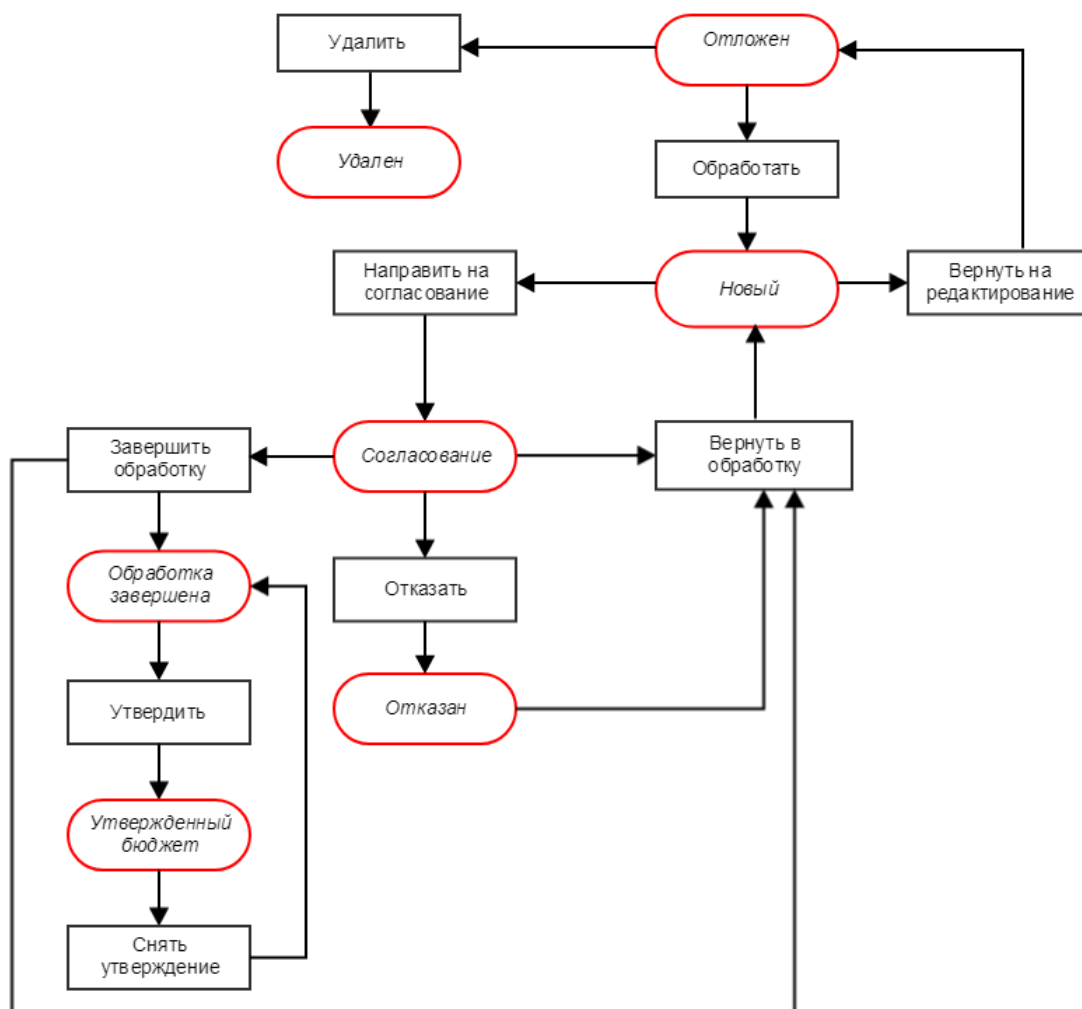 Удалить
Отложен
Удален
Обработать
Направить на
согласование
Новый
Вернуть на
редактирование
Завершить
обработку
Согласование
Вернуть в
обработку
Обработка
завершена
Отказать
Утвердить
Отказан
Утвержденный
бюджет
Снять
утверждение